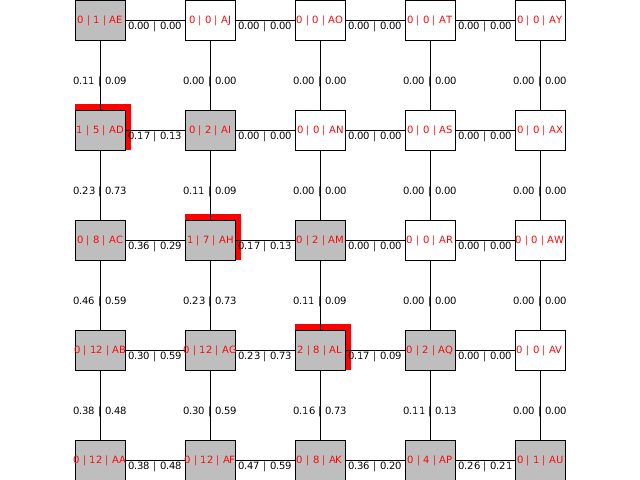 0 | 1 | AE 0.00 | 0.00 0 | 0 | AJ 0.00 | 0.00 0 | 0 | AO 0.00 | 0.00 0 | 0 | AT 0.00 | 0.00 0 | 0 | AY
0.11 | 0.09 0.00 | 0.00 0.00 | 0.00 0.00 | 0.00 0.00 | 0.00
1 | 5 | AD 0.17 | 0.13 0 | 2 | AI 0.00 | 0.00 0 | 0 | AN 0.00 | 0.00 0 | 0 | AS 0.00 | 0.00 0 | 0 | AX
0.23 | 0.73 0.11 | 0.09 0.00 | 0.00 0.00 | 0.00 0.00 | 0.00
0 | 8 | AC 0.36 | 0.29 1 | 7 | AH 0.17 | 0.13 0 | 2 | AM 0.00 | 0.00 0 | 0 | AR 0.00 | 0.00 0 | 0 | AW
0.46 | 0.59 0.23 | 0.73 0.11 | 0.09 0.00 | 0.00 0.00 | 0.00
0 | 12 | AB 0.30 | 0.59 0 | 12 | AG 0.23 | 0.73 2 | 8 | AL 0.17 | 0.09 0 | 2 | AQ 0.00 | 0.00 0 | 0 | AV
0.38 | 0.48 0.30 | 0.59 0.16 | 0.73 0.11 | 0.13 0.00 | 0.00
0 | 12 | AA 0.38 | 0.48 0 | 12 | AF 0.47 | 0.59 0 | 8 | AK 0.36 | 0.20 0 | 4 | AP 0.26 | 0.21 0 | 1 | AU